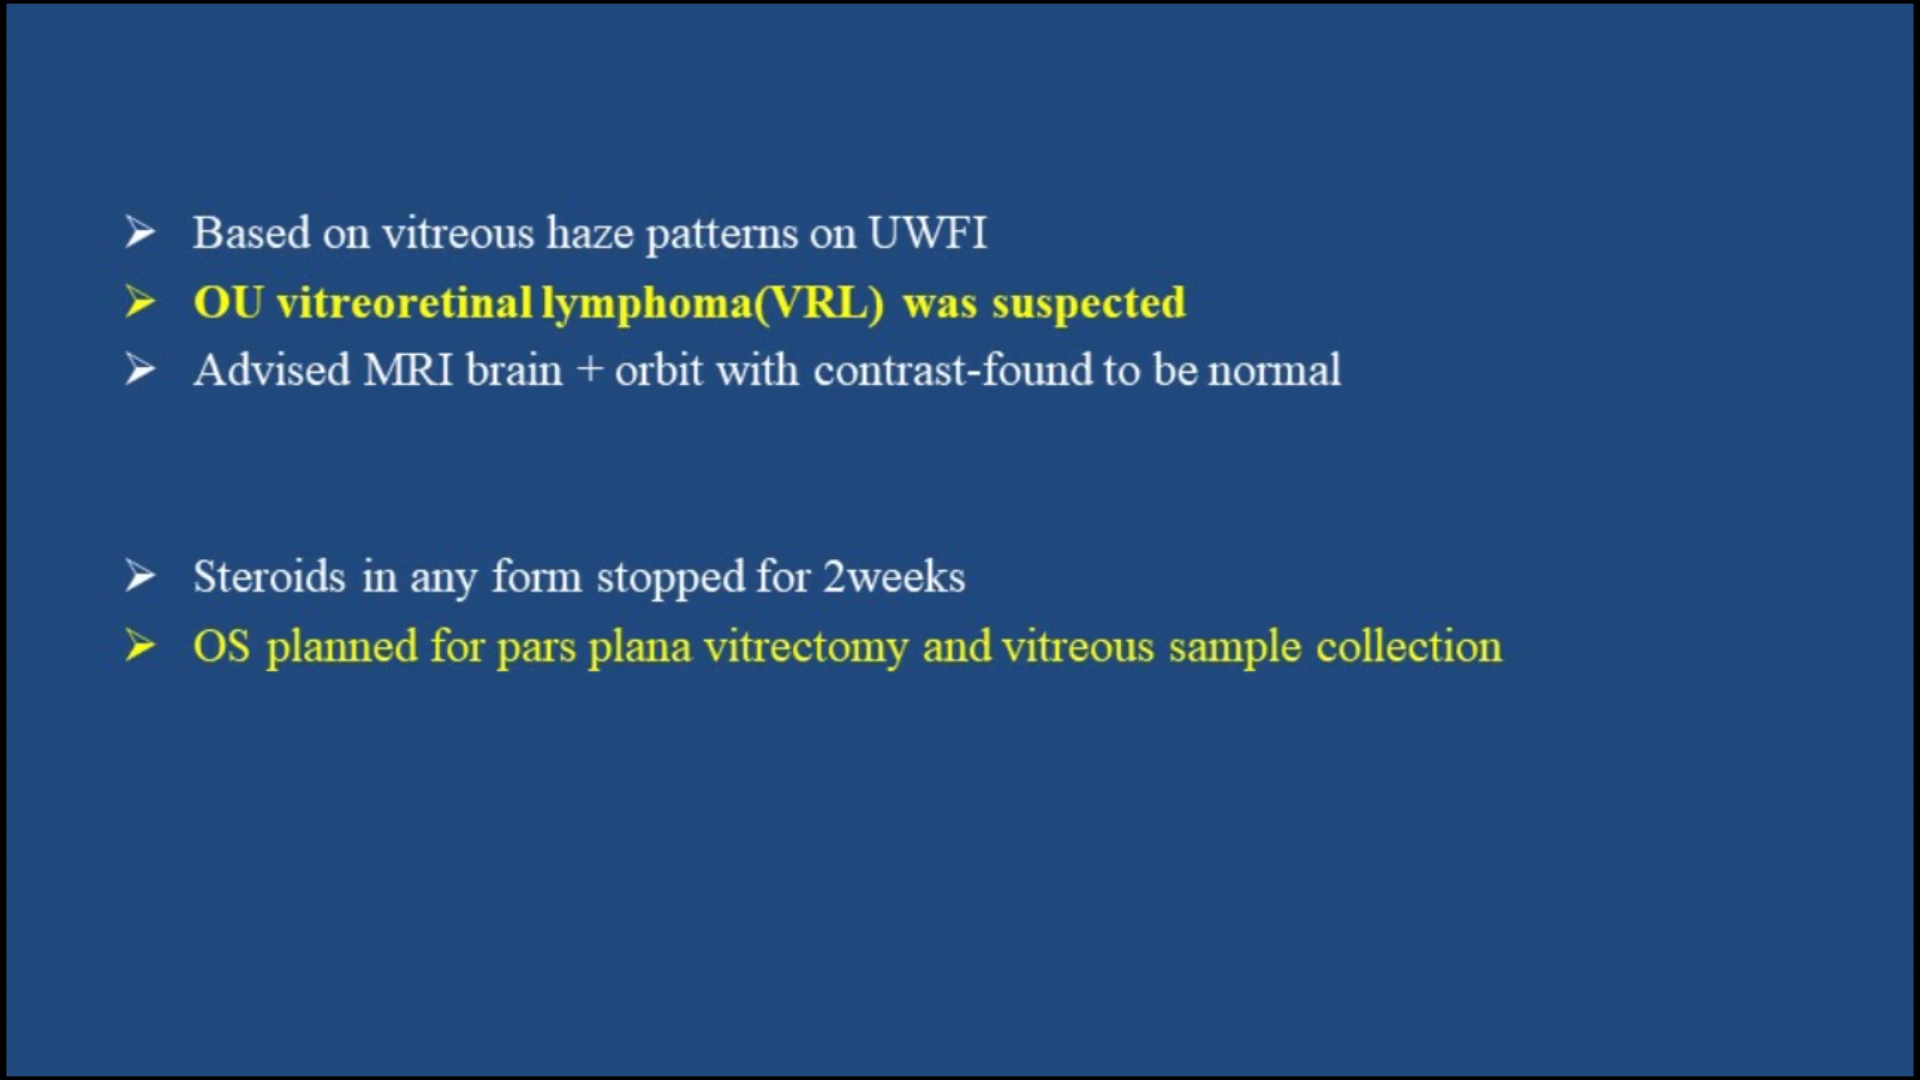 ➢ Based on vitreous haze patterns on UWFI
➢ OU vitreoretinal lymphoma(VRL) was suspected
➢ Advised MRI brain + orbit with contrast-found to be normal
➢ Steroids in any form stopped for 2weeks
➢ OS planned for pars plana vitrectomy and vitreous sample collection